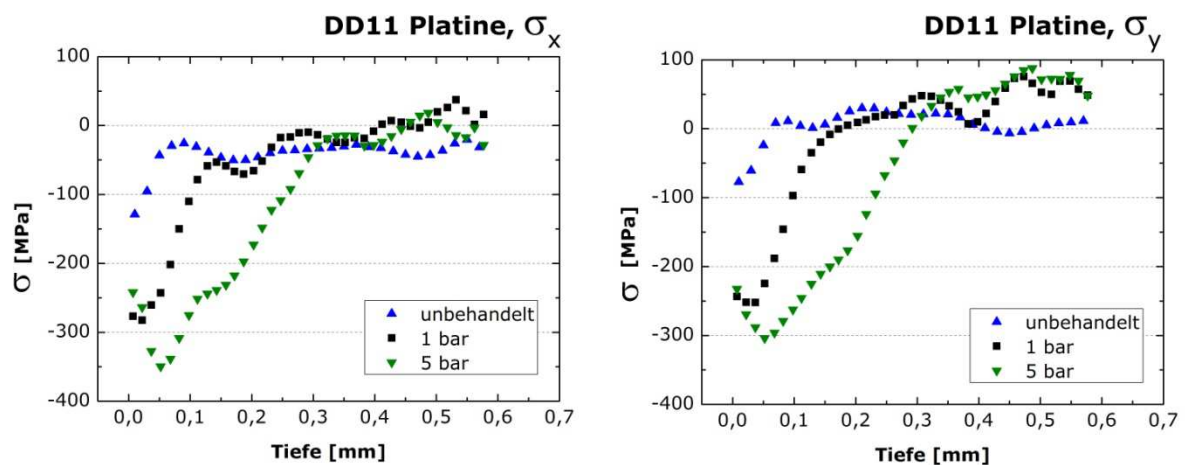 DD11 Platine, σx
100
0
-100
-200
-300
-400
σ [MPa]
unbehandelt
1 bar
5 bar
0,0 0,1 0,2 0,3 0,4 0,5 0,6 0,7
Tiefe [mm]
DD11 Platine, σy
100
0
-100
-200
-300
-400
σ [MPa]
unbehandelt
1 bar
5 bar
0,0 0,1 0,2 0,3 0,4 0,5 0,6 0,7
Tiefe [mm]